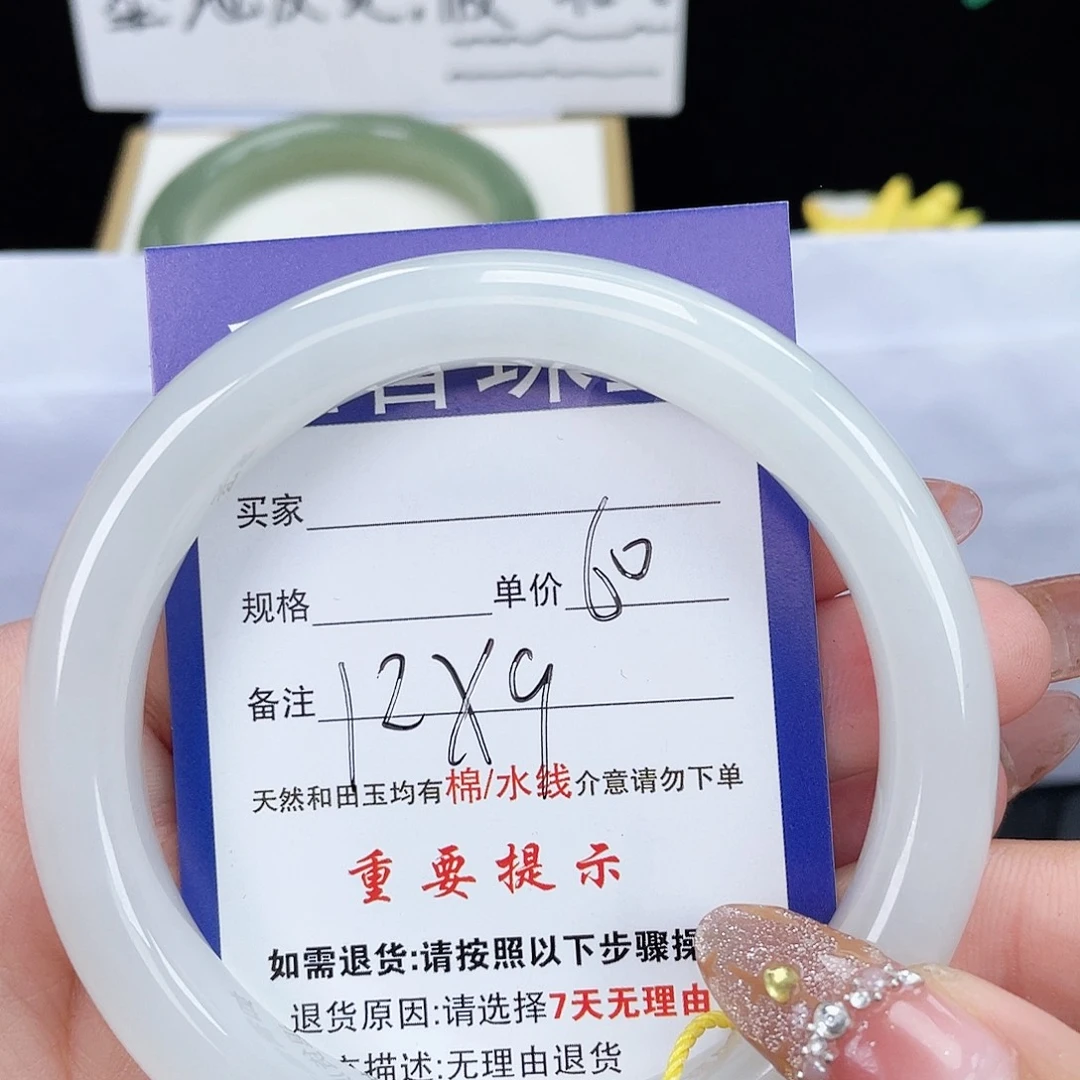 买家
单价 60
规格
备注 12X9
天然和田玉均有棉/水线介意请勿下单
重要提示
如需退货:请按照以下步骤操
退货原因:请选择7天无理由
描述:无理由退货